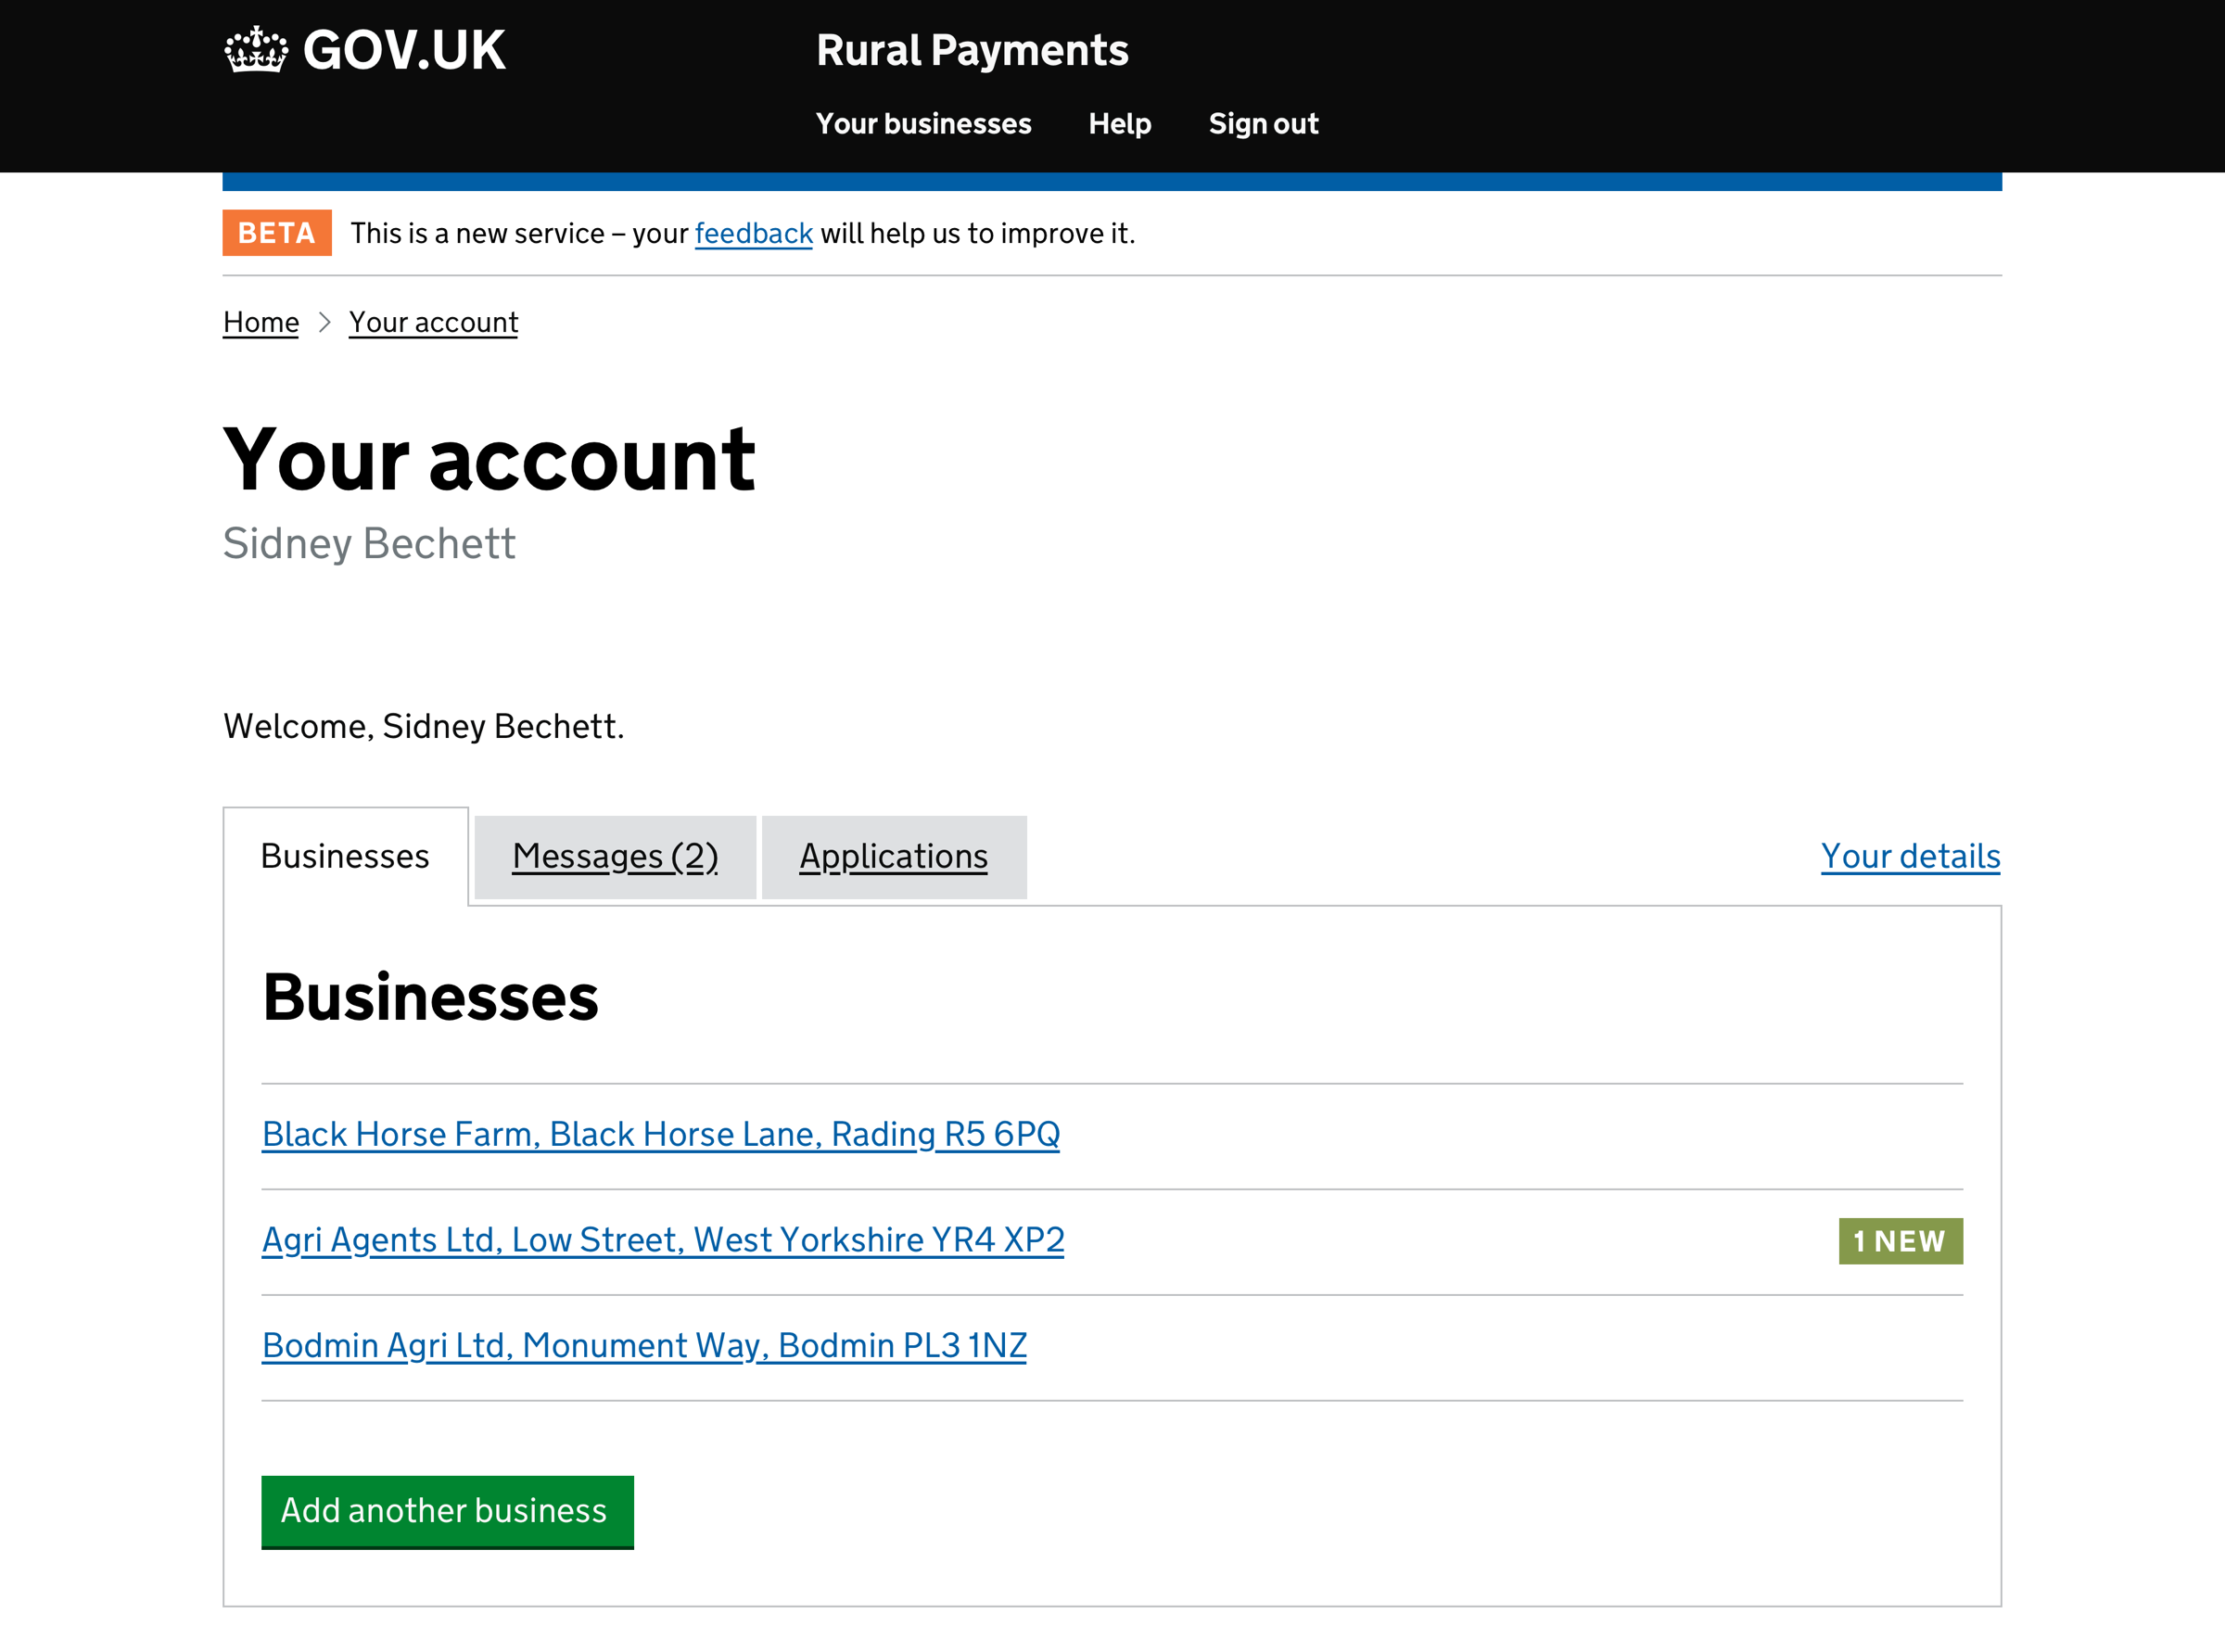 GOV.UK
Rural Payments
Your businesses Help Sign out
BETA This is a new service – your feedback will help us to improve it.
Home > Your account
Your account
Sidney Bechett
Welcome, Sidney Bechett.
Businesses Messages (2) Applications Your details
Businesses
Black Horse Farm, Black Horse Lane, Rading R5 6PQ
Agri Agents Ltd, Low Street, West Yorkshire YR4 XP2 1 NEW
Bodmin Agri Ltd, Monument Way, Bodmin PL3 1NZ
Add another business